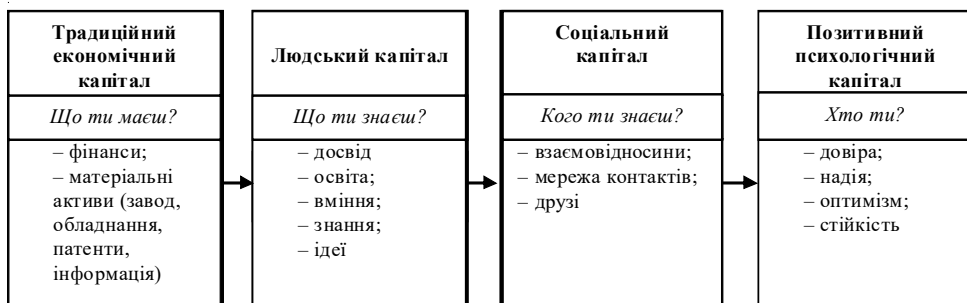 Традиційний
економічний
капітал
Що ти маєш?
– фінанси;
– матеріальні
активи (завод,
обладнання,
патенти,
інформація)
Людський капітал
Що ти знаєш?
– досвід
– освіта;
– вміння;
– знання;
– ідеї
Соціальний
капітал
Кого ти знаєш?
– взаємовідносини;
– мережа контактів;
– друзі
Позитивний
психологічний
капітал
Хто ти?
– довіра;
– надія;
– оптимізм;
– стійкість